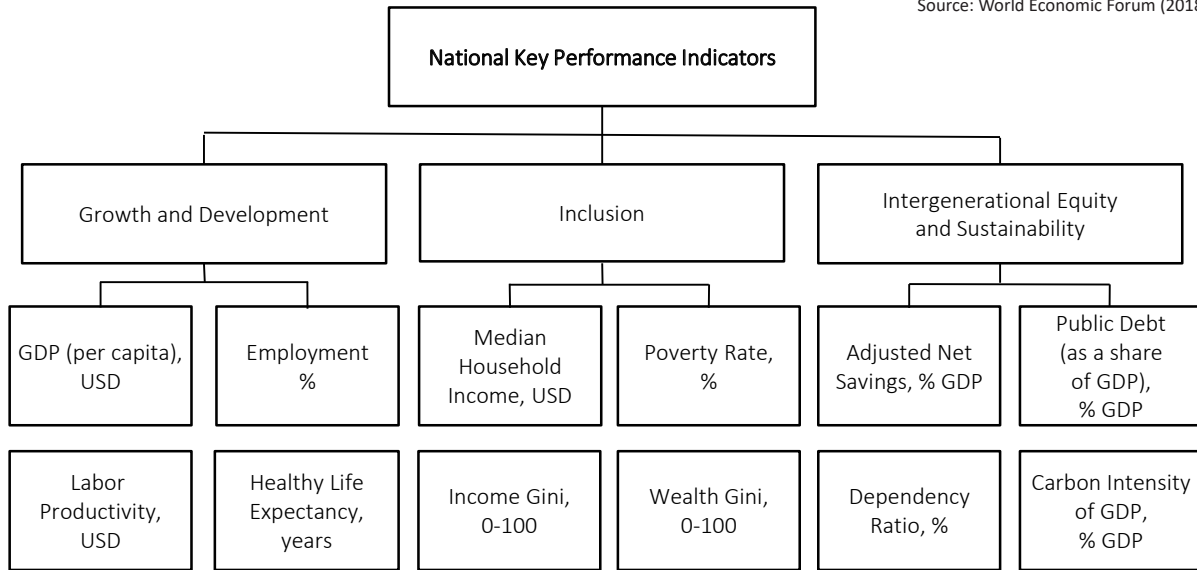 Source: World Economic Forum (2018
National Key Performance Indicators
Growth and Development
Inclusion
Intergenerational Equity
and Sustainability
GDP (per capita),
USD
Employment
%
Median
Household
Income, USD
Poverty Rate,
%
Adjusted Net
Savings, % GDP
Public Debt
(as a share
of GDP),
% GDP
Labor
Productivity,
USD
Healthy Life
Expectancy,
years
Income Gini,
0-100
Wealth Gini,
0-100
Dependency
Ratio, %
Carbon Intensity
of GDP,
% GDP